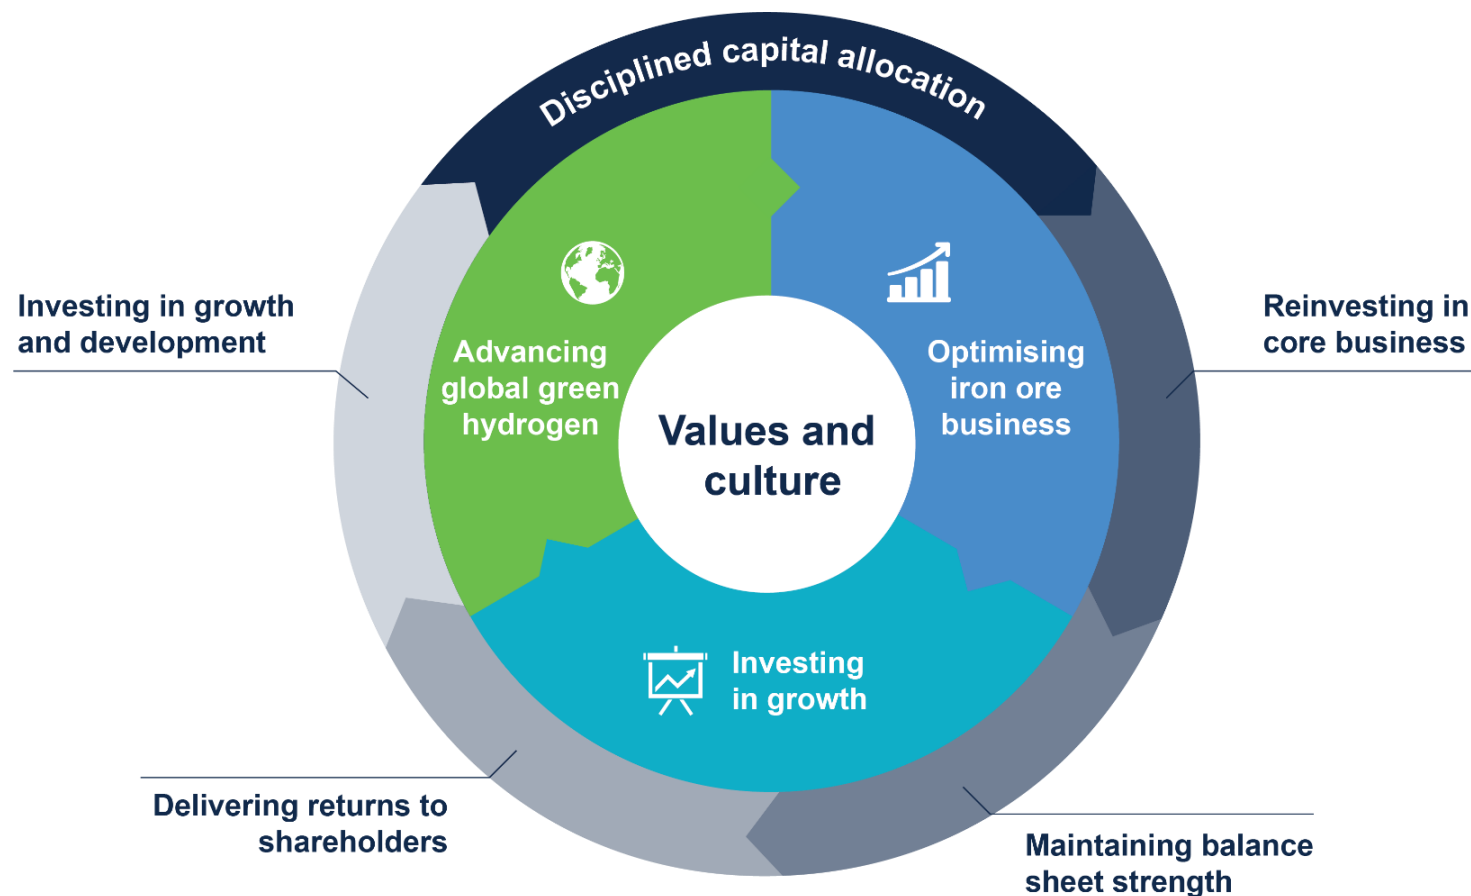 Disciplined capital allocation
Investing in growth
and development
Reinvesting in
core business
Advancing
global green
hydrogen
Optimising
iron ore
business
Values and
culture
Investing
in growth
Delivering returns to
shareholders
Maintaining balance
sheet strength